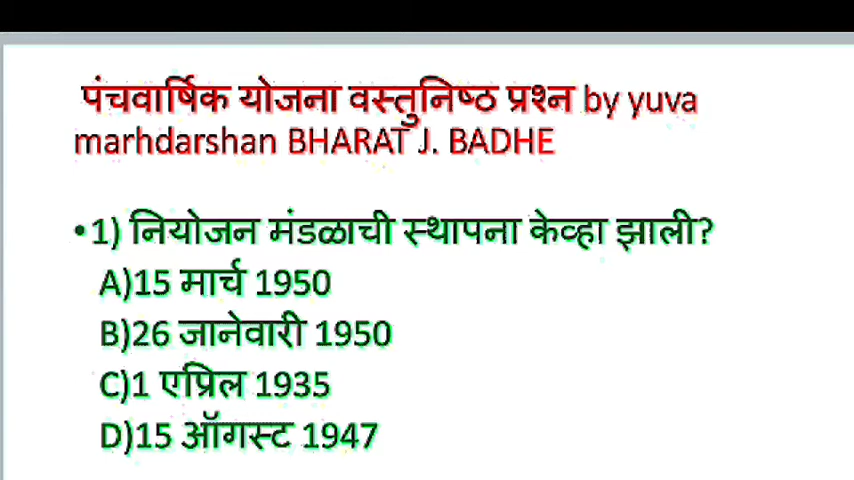 पंचवार्षिक योजना वस्तुनिष्ठ प्रश्न by yuva
marhdarshan BHARAT J. BADHE
•1) नियोजन मंडळाची स्थापना केव्हा झाली?
A)15 मार्च 1950
B)26 जानेवारी 1950
C)1 एप्रिल 1935
D)15 ऑगस्ट 1947